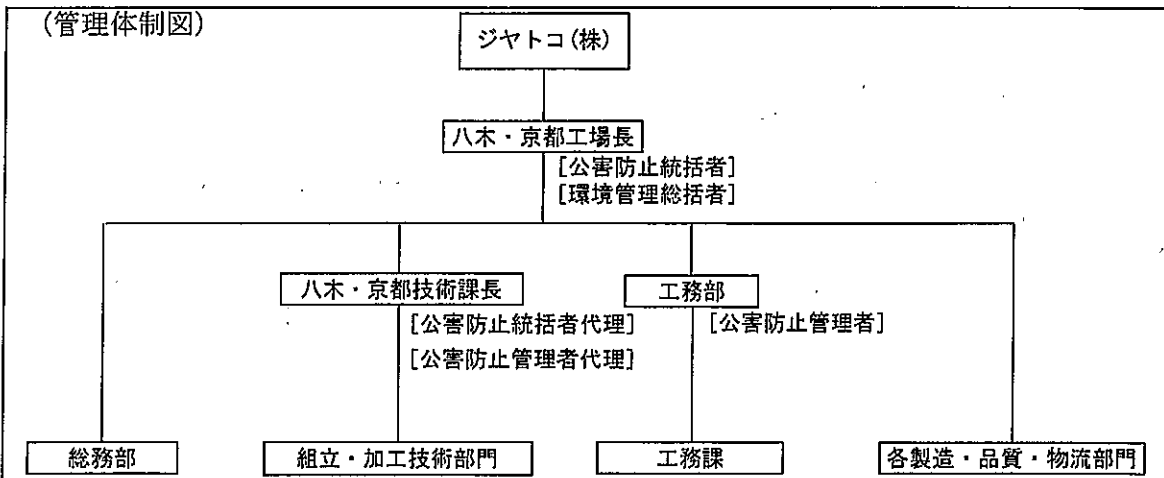 (管理体制図)
ジヤトコ(株)
八木・京都工場長
[公害防止統括者]
[環境管理総括者]
八木・京都技術課長
工務部
[公害防止統括者代理]
[公害防止管理者]
[公害防止管理者代理]
総務部
組立・加工技術部門
工務課
各製造・品質・物流部門